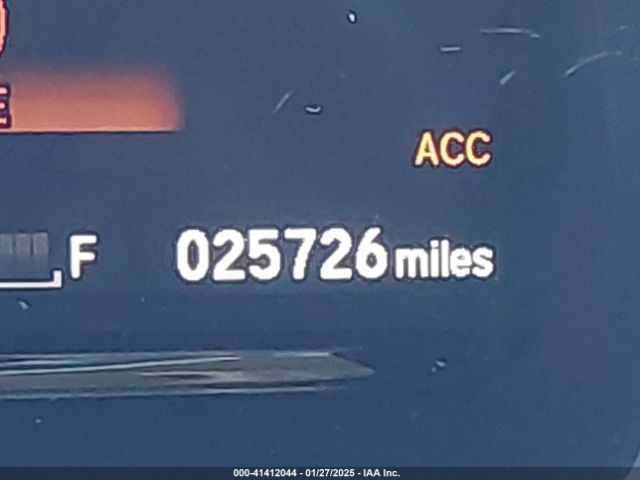 E
ACC
F 025726 miles
000-41412044 - 01/27/2025 - IAA Inc.